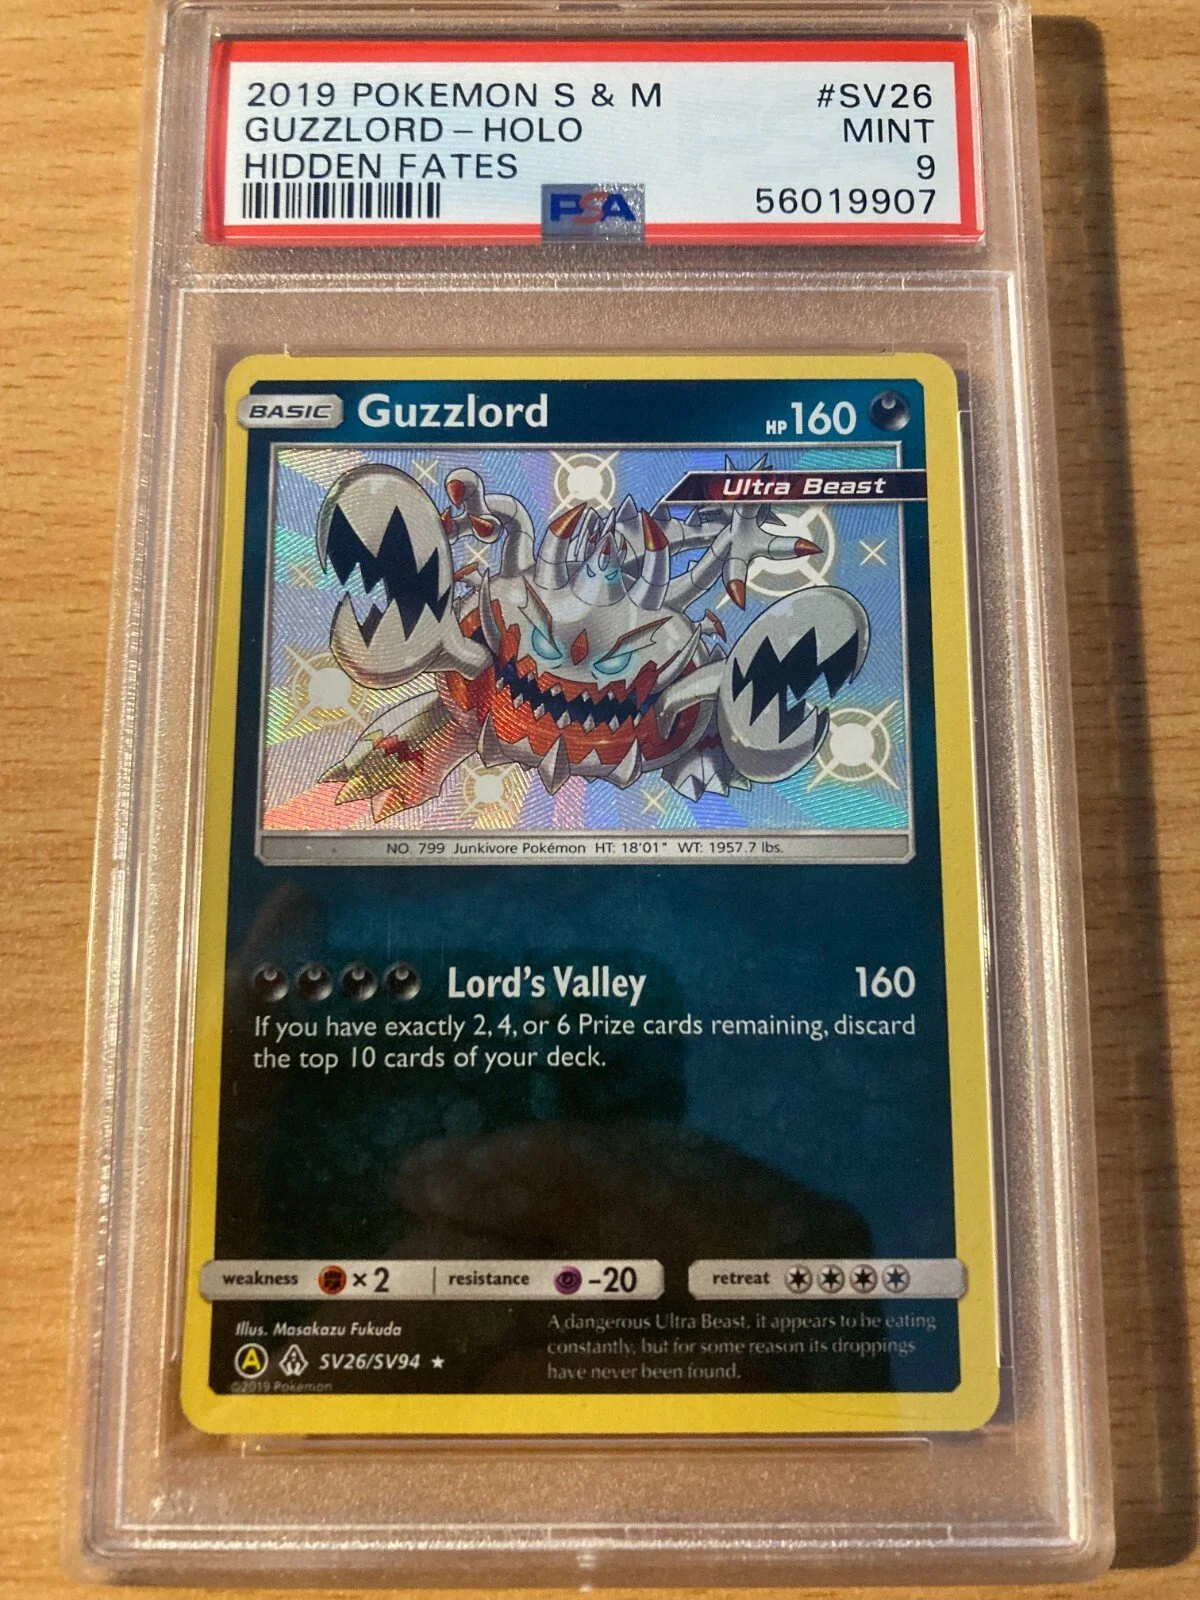 2019 POKEMON S & M #SV26
GUZZLORD – HOLO MINT
HIDDEN FATES 9
PSA 56019907
BASIC Guzzlord HP 160
Ultra Beast
NO. 799 Junkivore Pokémon HT: 18'01" WT: 1957.7 lbs.
Lord's Valley 160
If you have exactly 2, 4, or 6 Prize cards remaining, discard
the top 10 cards of your deck.
weakness × 2 resistance -20 retreat
Illus. Masakazu Fukuda
A SV26/SV94 ★
©2019 Pokémon
A dangerous Ultra Beast, it appears to be eating
constantly, but for some reason its droppings
have never been found.